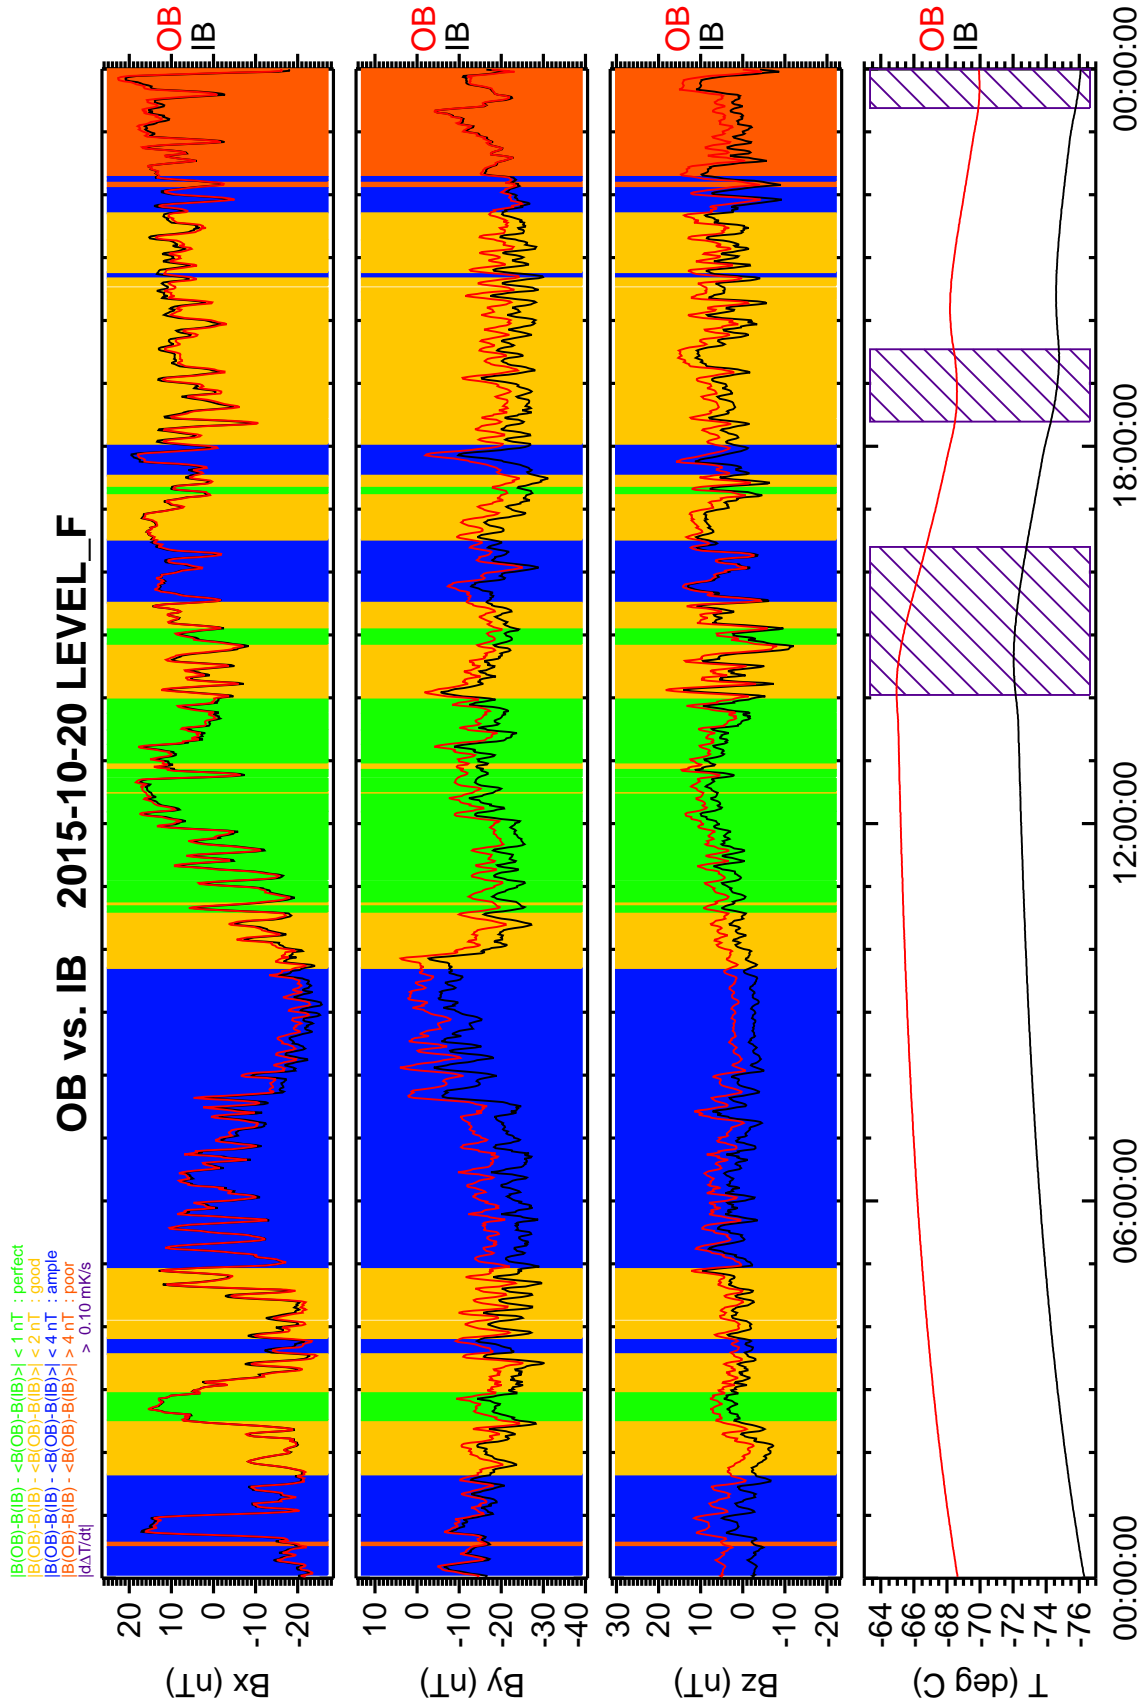 |B(OB)-B(IB) - <B(OB)-B(IB)>| < 1 nT : perfect
|B(OB)-B(IB) - <B(OB)-B(IB)>| < 2 nT : good
|B(OB)-B(IB) - <B(OB)-B(IB)>| < 4 nT : ample
|B(OB)-B(IB) - <B(OB)-B(IB)>| > 4 nT : poor
|dΔT/dt| > 0.10 mK/s
OB vs. IB 2015-10-20 LEVEL_F
Bx (nT)
20
10
0
-10
-20
OB
IB
By (nT)
10
0
-10
-20
-30
-40
OB
IB
Bz (nT)
30
20
10
0
-10
-20
OB
IB
T (deg C)
-64
-66
-68
-70
-72
-74
-76
OB
IB
00:00:00
06:00:00
12:00:00
18:00:00
00:00:00